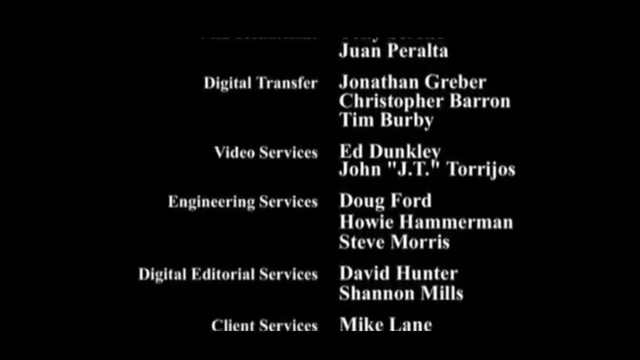 Juan Peralta
Digital Transfer Jonathan Greber
Christopher Barron
Tim Burby
Video Services Ed Dunkley
John "J.T." Torrijos
Engineering Services Doug Ford
Howie Hammerman
Steve Morris
Digital Editorial Services David Hunter
Shannon Mills
Client Services Mike Lane